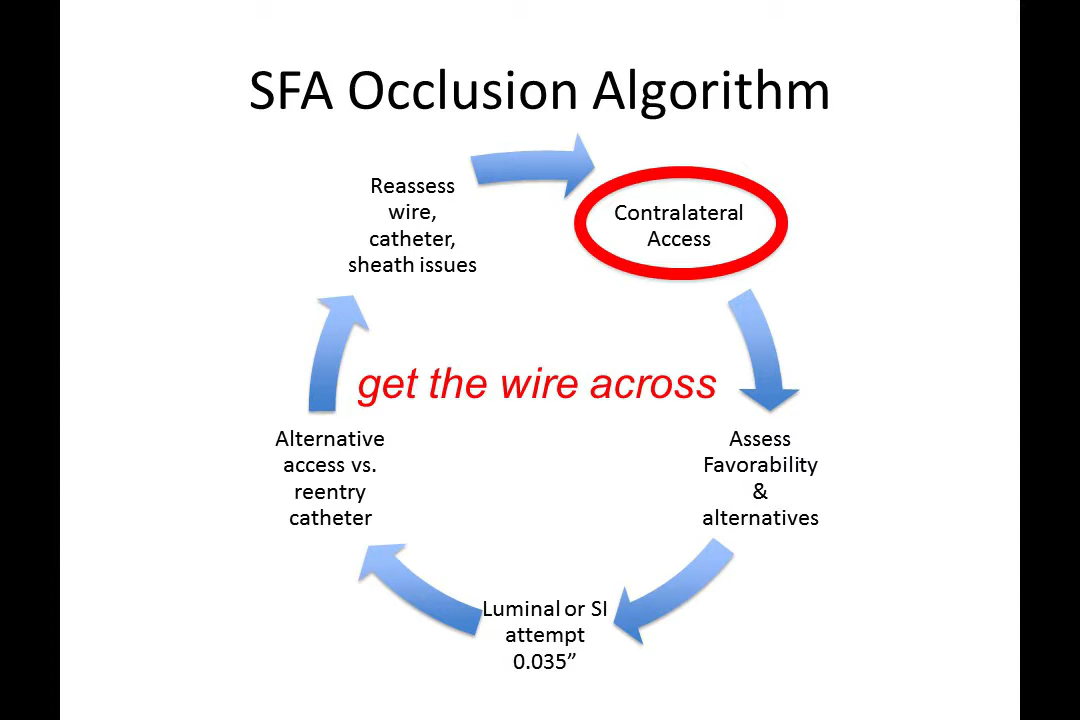 SFA Occlusion Algorithm
Contralateral
Access
Assess
Favorability
&
alternatives
Luminal or SI
attempt
0.035”
Alternative
access vs.
reentry
catheter
Reassess
wire,
catheter,
sheath issues
get the wire across